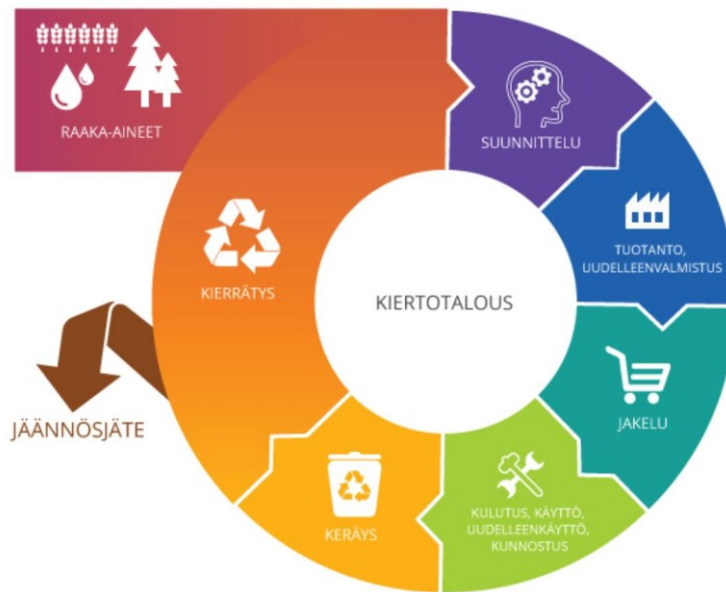 RAAKA-AINEET
SUUNNITTELU
TUOTANTO,
UUDELLEENVALMISTUS
KIERRÄTYS
KIERTOTALOUS
JAKELU
JÄÄNNÖSJÄTE
KULUTUS, KÄYTTÖ,
UUDELLEENKÄYTTÖ,
KUNNOSTUS
KERÄYS